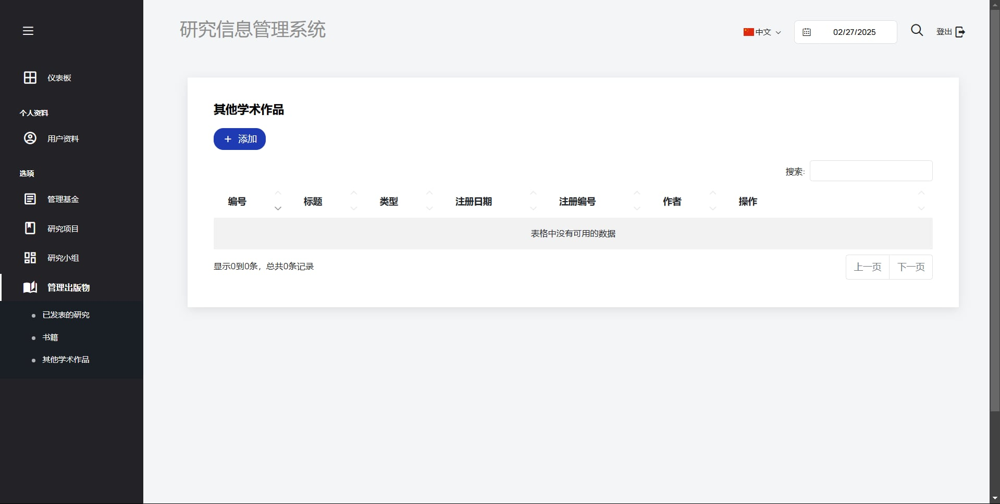 研究信息管理系统
中文
02/27/2025
登出
仪表板
个人资料
用户资料
选项
管理基金
研究项目
研究小组
管理出版物
已发表的研究
书籍
其他学术作品
其他学术作品
+ 添加
搜索:
编号 标题 类型 注册日期 注册编号 作者 操作
表格中没有可用的数据
显示0到0条，总共0条记录
上一页 下一页